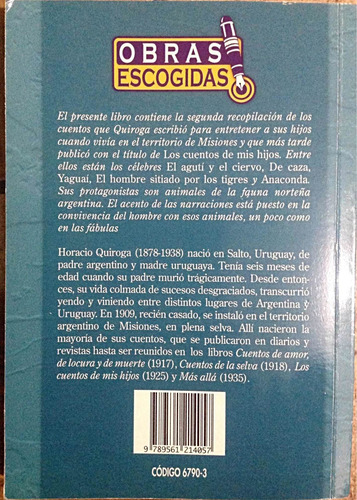 OBRAS
ESCOGIDAS
El presente libro contiene la segunda recopilación de los
cuentos que Quiroga escribió para entretener a sus hijos
cuando vivía en el territorio de Misiones y que más tarde
publicó con el título de Los cuentos de mis hijos. Entre
ellos están los célebres El agutí y el ciervo, De caza,
Yaguaí, El hombre sitiado por los tigres y Anaconda.
Sus protagonistas son animales de la fauna norteña
argentina. El acento de las narraciones está puesto en la
convivencia del hombre con esos animales, un poco como
en las fábulas
Horacio Quiroga (1878-1938) nació en Salto, Uruguay, de
padre argentino y madre uruguaya. Tenía seis meses de
edad cuando su padre murió trágicamente. Desde enton-
ces, su vida colmada de sucesos desgraciados, transcurrió
yendo y viniendo entre distintos lugares de Argentina y
Uruguay. En 1909, recién casado, se instaló en el territorio
argentino de Misiones, en plena selva. Allí nacieron la
mayoría de sus cuentos, que se publicaron en diarios y
revistas hasta ser reunidos en los libros Cuentos de amor,
de locura y de muerte (1917), Cuentos de la selva (1918), Los
cuentos de mis hijos (1925) y Más allá (1935).
9 789561 214057
CÓDIGO 6790-3